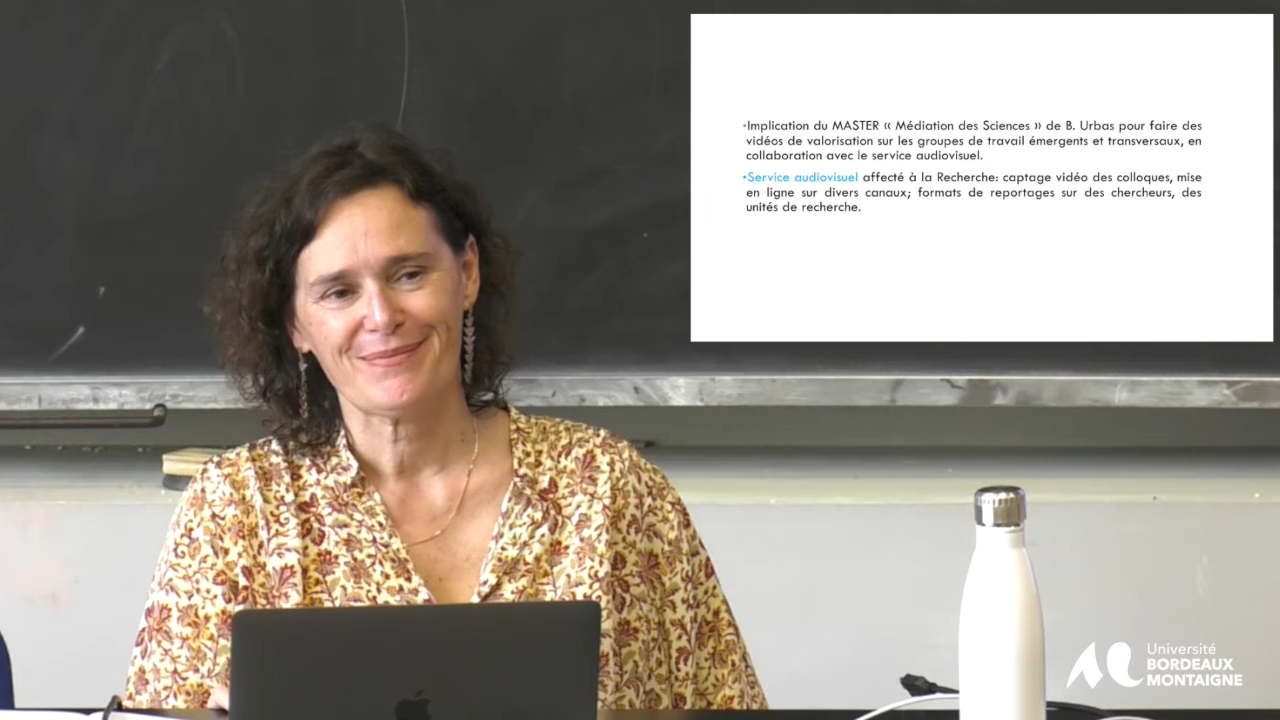 •Implication du MASTER « Médiation des Sciences » de B. Urbas pour faire des
vidéos de valorisation sur les groupes de travail émergents et transversaux, en
collaboration avec le service audiovisuel.
•Service audiovisuel affecté à la Recherche: captage vidéo des colloques, mise
en ligne sur divers canaux; formats de reportages sur des chercheurs, des
unités de recherche.
Université
BORDEAUX
MONTAIGNE